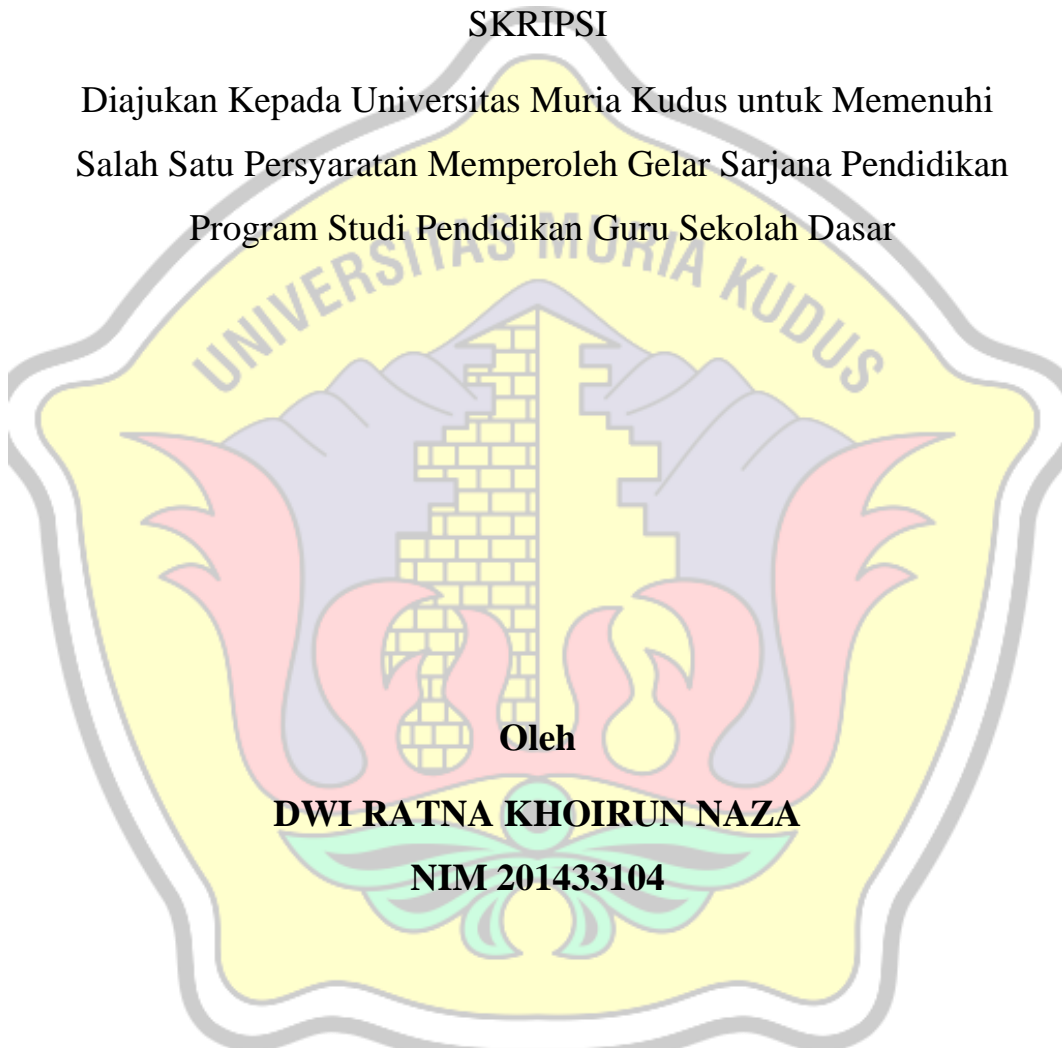 SKRIPSI
Diajukan Kepada Universitas Muria Kudus untuk Memenuhi
Salah Satu Persyaratan Memperoleh Gelar Sarjana Pendidikan
Program Studi Pendidikan Guru Sekolah Dasar
UNIVERSITAS MURIA KUDUS
Oleh
DWI RATNA KHOIRUN NAZA
NIM 201433104